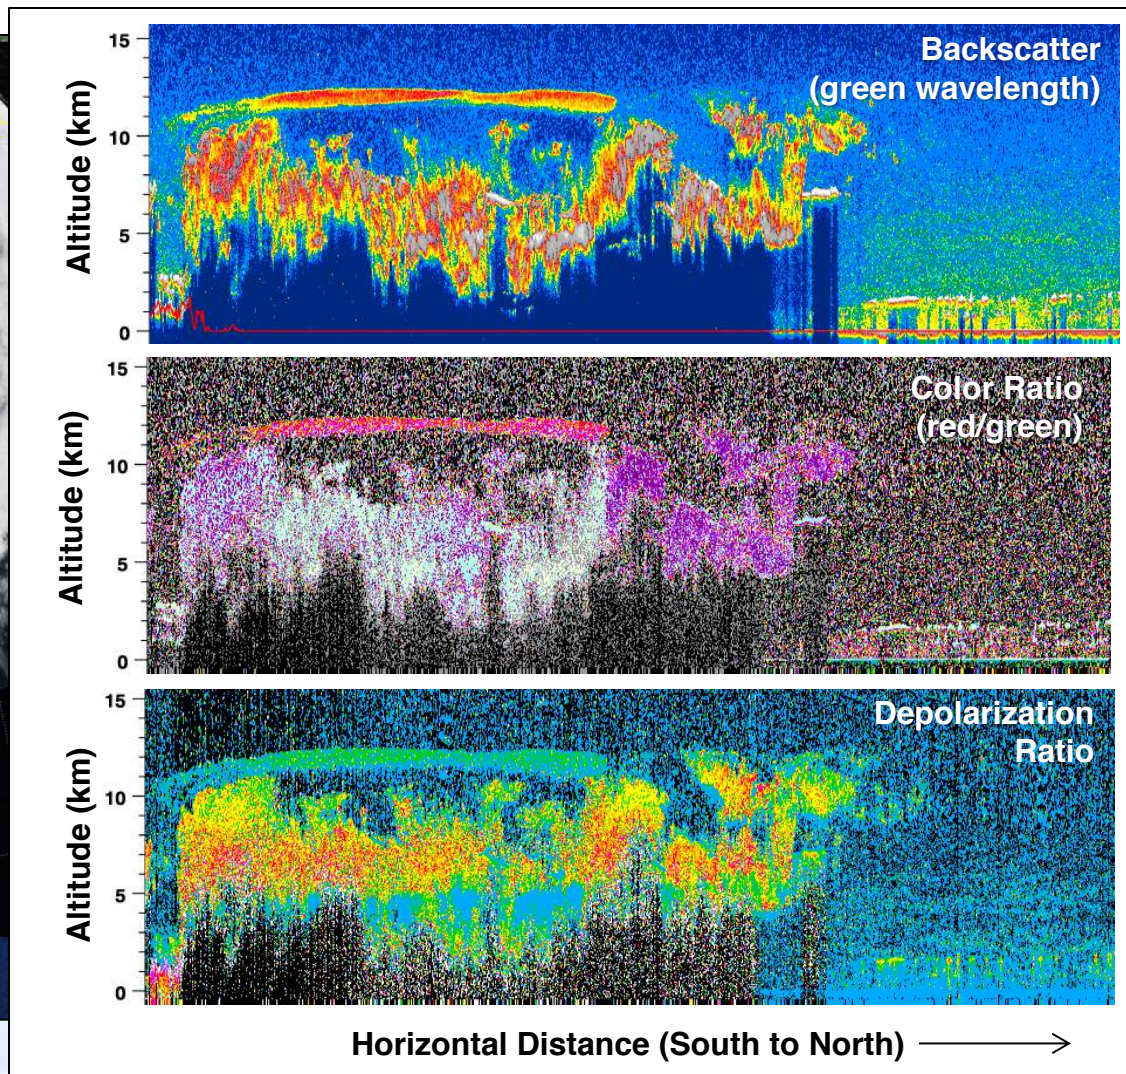 Backscatter
(green wavelength)
Altitude (km)
15
10
5
0
Color Ratio
(red/green)
Altitude (km)
15
10
5
0
Depolarization
Ratio
Altitude (km)
15
10
5
0
Horizontal Distance (South to North)